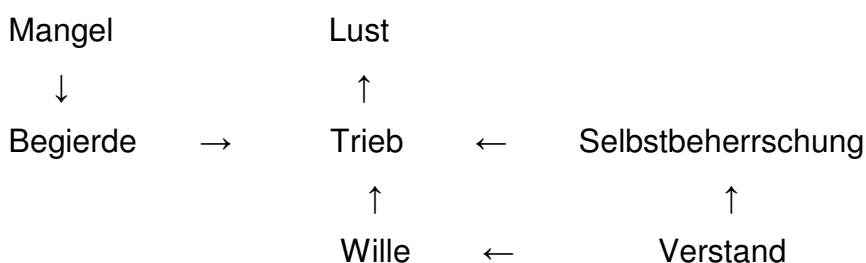 Mangel Lust
↓ ↑
Begierde → Trieb ← Selbstbeherrschung
↑ ↑
Wille ← Verstand